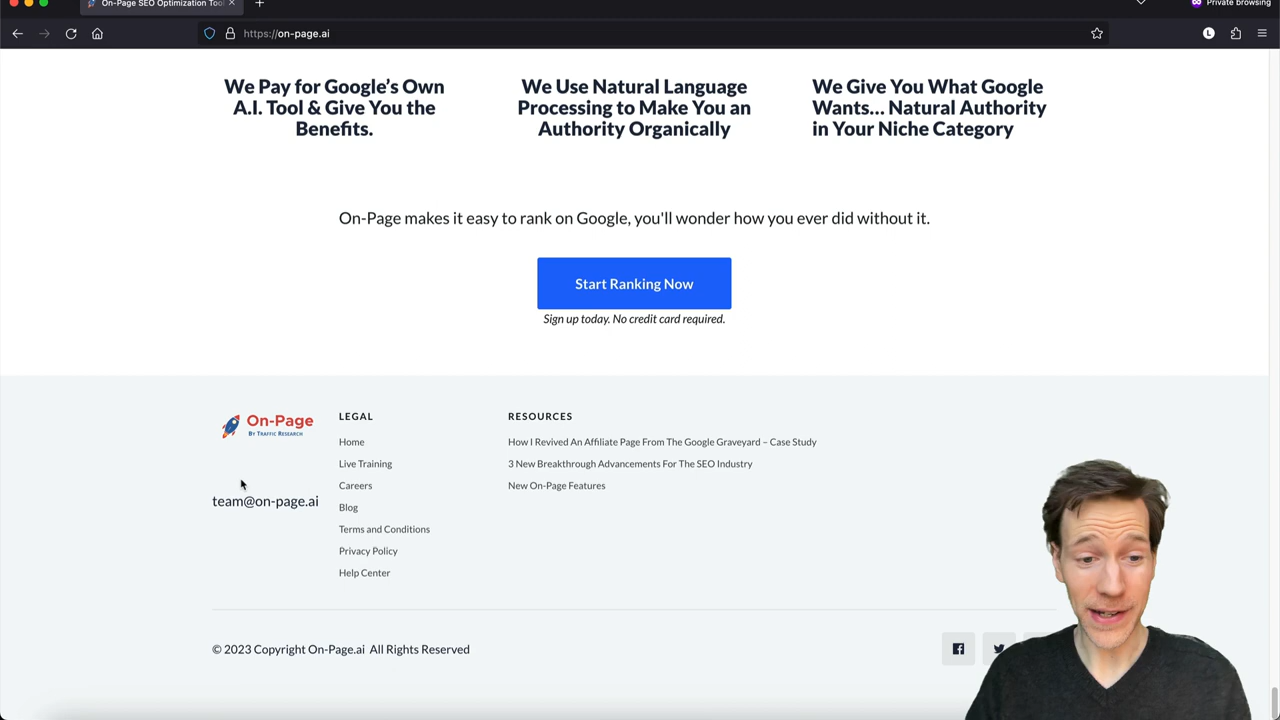 On-Page SEO Optimization Tool
Private browsing
https://on-page.ai
We Pay for Google's Own
A.I. Tool & Give You the
Benefits.
We Use Natural Language
Processing to Make You an
Authority Organically
We Give You What Google
Wants... Natural Authority
in Your Niche Category
On-Page makes it easy to rank on Google, you'll wonder how you ever did without it.
Start Ranking Now
Sign up today. No credit card required.
On-Page
BY TRAFFIC RESEARCH
team@on-page.ai
LEGAL
Home
Live Training
Careers
Blog
Terms and Conditions
Privacy Policy
Help Center
RESOURCES
How I Revived An Affiliate Page From The Google Graveyard – Case Study
3 New Breakthrough Advancements For The SEO Industry
New On-Page Features
© 2023 Copyright On-Page.ai All Rights Reserved